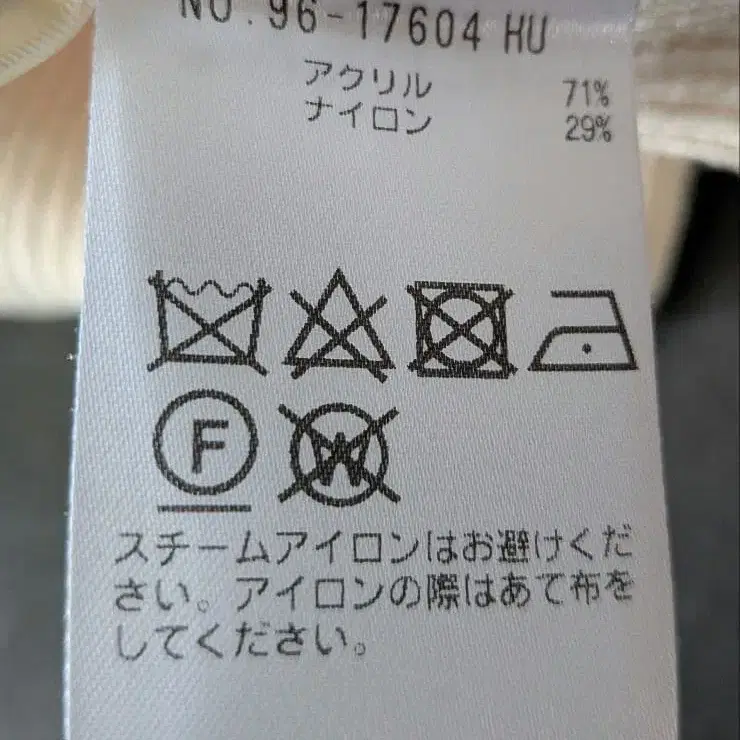 NO.96-17604 HU
アクリル 71%
ナイロン 29%
F W
スチームアイロンはお避けくだ
さい。アイロンの際はあて布を
してください。